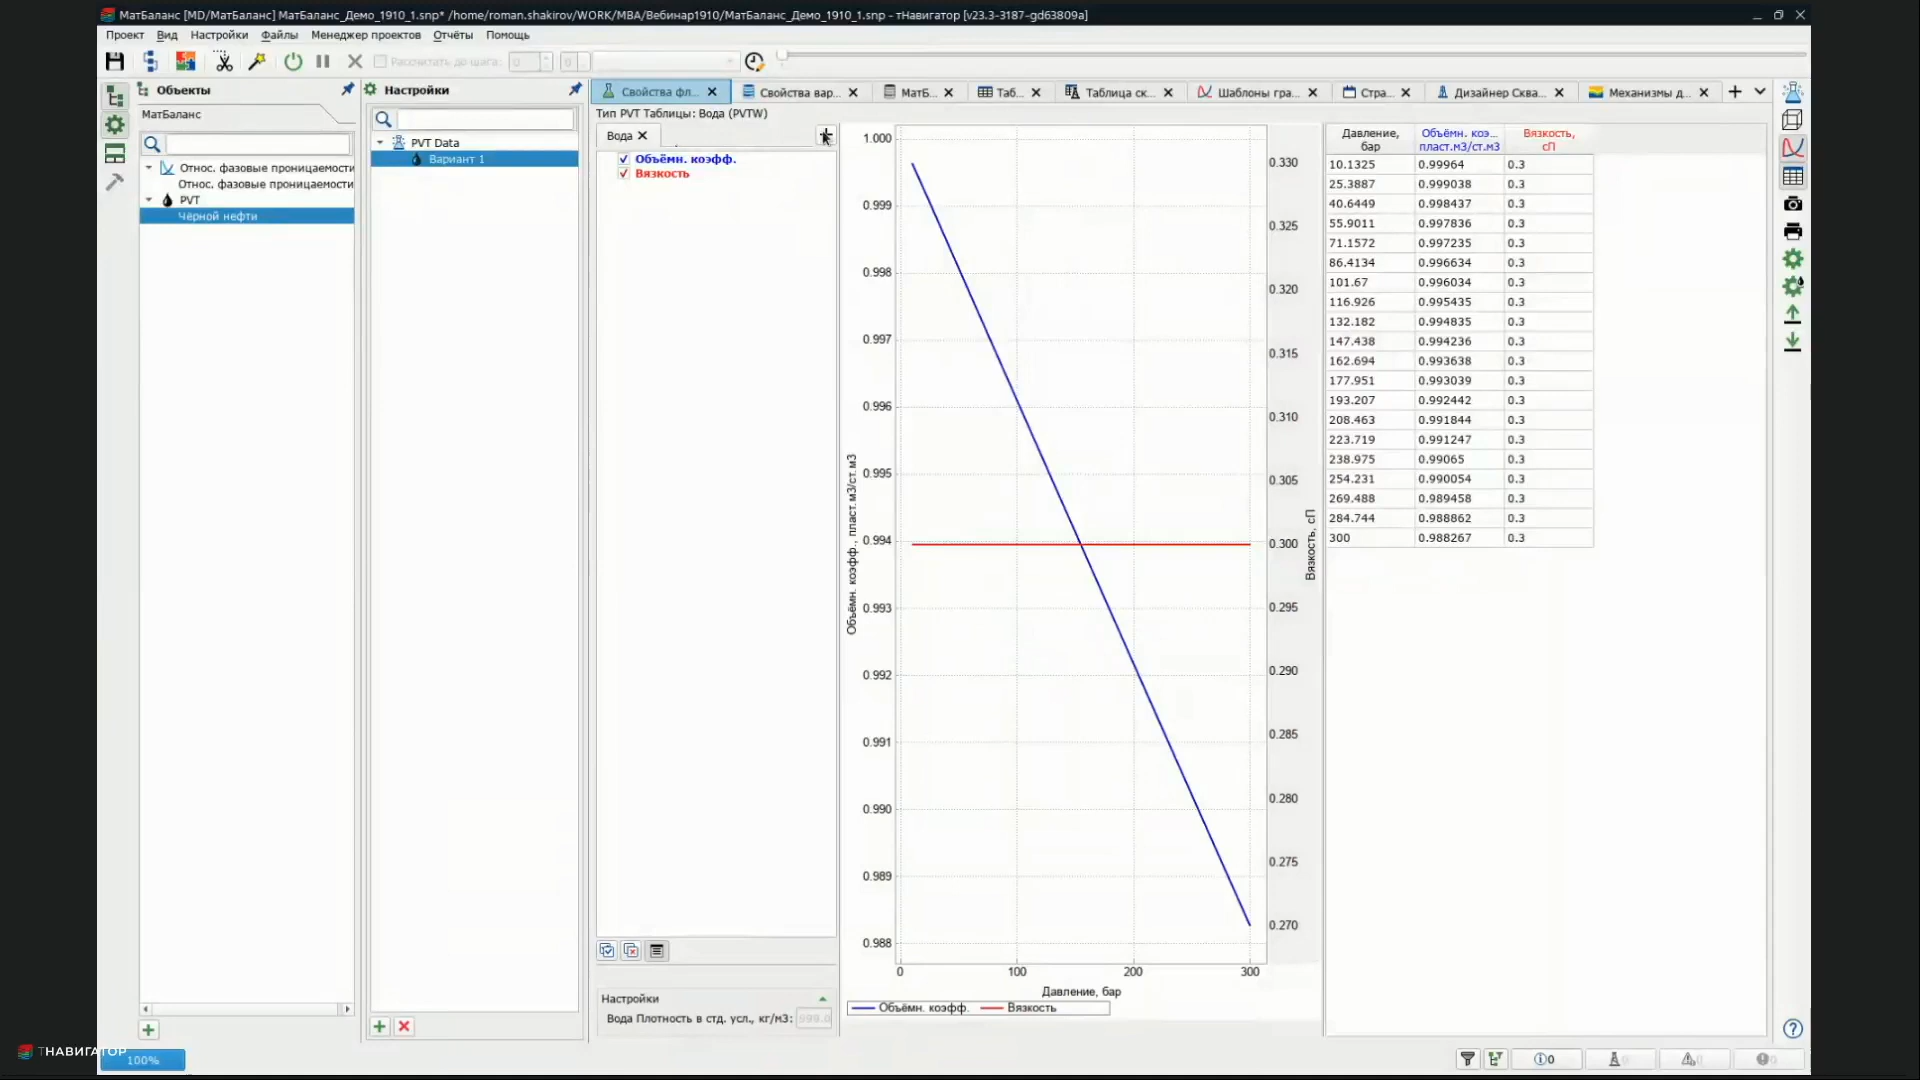 МатБаланс [MD/МатБаланс] МатБаланс_Демо_1910_1.snp* /home/roman.shakirov/WORK/MBA/Вебинар1910/МатБаланс_Демо_1910_1.snp - тНавигатор [v23.3-3187-gd63809a]
Проект Вид Настройки Файлы Менеджер проектов Отчёты Помощь
Рассчитать до шага: 0 0
Объекты
МатБаланс
Относ. фазовые проницаемости
Относ. фазовые проницаемости
PVT
Чёрной нефти
Настройки
PVT Data
Вариант 1
Свойства фл... Свойства вар... МатБ... Таб... Таблица ск... Шаблоны гра... Стра... Дизайнер Сква... Механизмы д...
Тип PVT Таблицы: Вода (PVTW)
Вода
Объёмн. коэфф.
Вязкость
Настройки
Вода Плотность в стд. усл., кг/м3: 999.0
Объёмн. коэфф., пласт.м3/ст.м3
1.000
0.999
0.998
0.997
0.996
0.995
0.994
0.993
0.992
0.991
0.990
0.989
0.988
0 100 200 300
Давление, бар
0.330
0.325
0.320
0.315
0.310
0.305
0.300
0.295
0.290
0.285
0.280
0.275
0.270
Вязкость, сП
Объёмн. коэфф. Вязкость
Давление, Объёмн. коэ... Вязкость,
бар пласт.м3/ст.м3 сП
10.1325 0.99964 0.3
25.3887 0.999038 0.3
40.6449 0.998437 0.3
55.9011 0.997836 0.3
71.1572 0.997235 0.3
86.4134 0.996634 0.3
101.67 0.996034 0.3
116.926 0.995435 0.3
132.182 0.994835 0.3
147.438 0.994236 0.3
162.694 0.993638 0.3
177.951 0.993039 0.3
193.207 0.992442 0.3
208.463 0.991844 0.3
223.719 0.991247 0.3
238.975 0.99065 0.3
254.231 0.990054 0.3
269.488 0.989458 0.3
284.744 0.988862 0.3
300 0.988267 0.3
ТНАВИГАТОР
100%
0 0 0 0